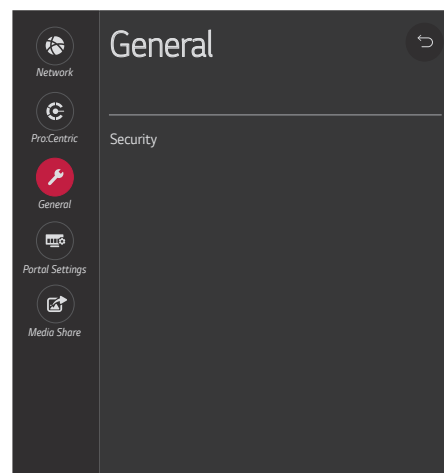 General
Network
Pro:Centric
Security
General
Portal Settings
Media Share